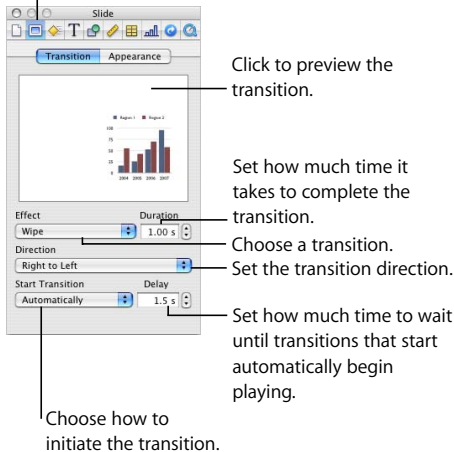 Slide
T
Transition Appearance
Region 1 Region 2
100
75
50
25
0
2004 2005 2006 2007
Effect Duration
Wipe 1.00 s
Direction
Right to Left
Start Transition Delay
Automatically 1.5 s
Click to preview the
transition.
Set how much time it
takes to complete the
transition.
Choose a transition.
Set the transition direction.
Set how much time to wait
until transitions that start
automatically begin
playing.
Choose how to
initiate the transition.